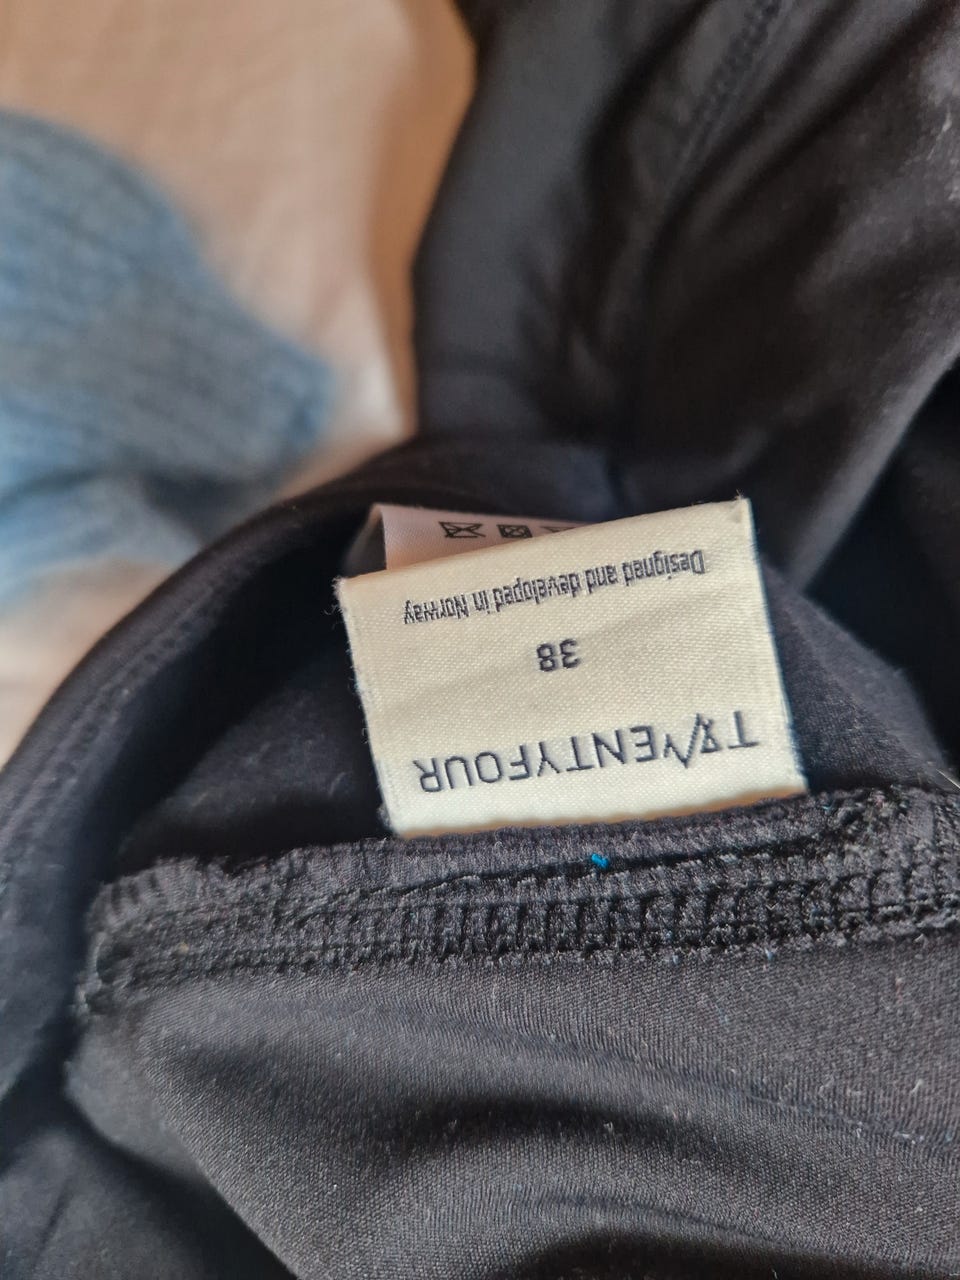 TWENTYFOUR
38
Designed and developed in Norway